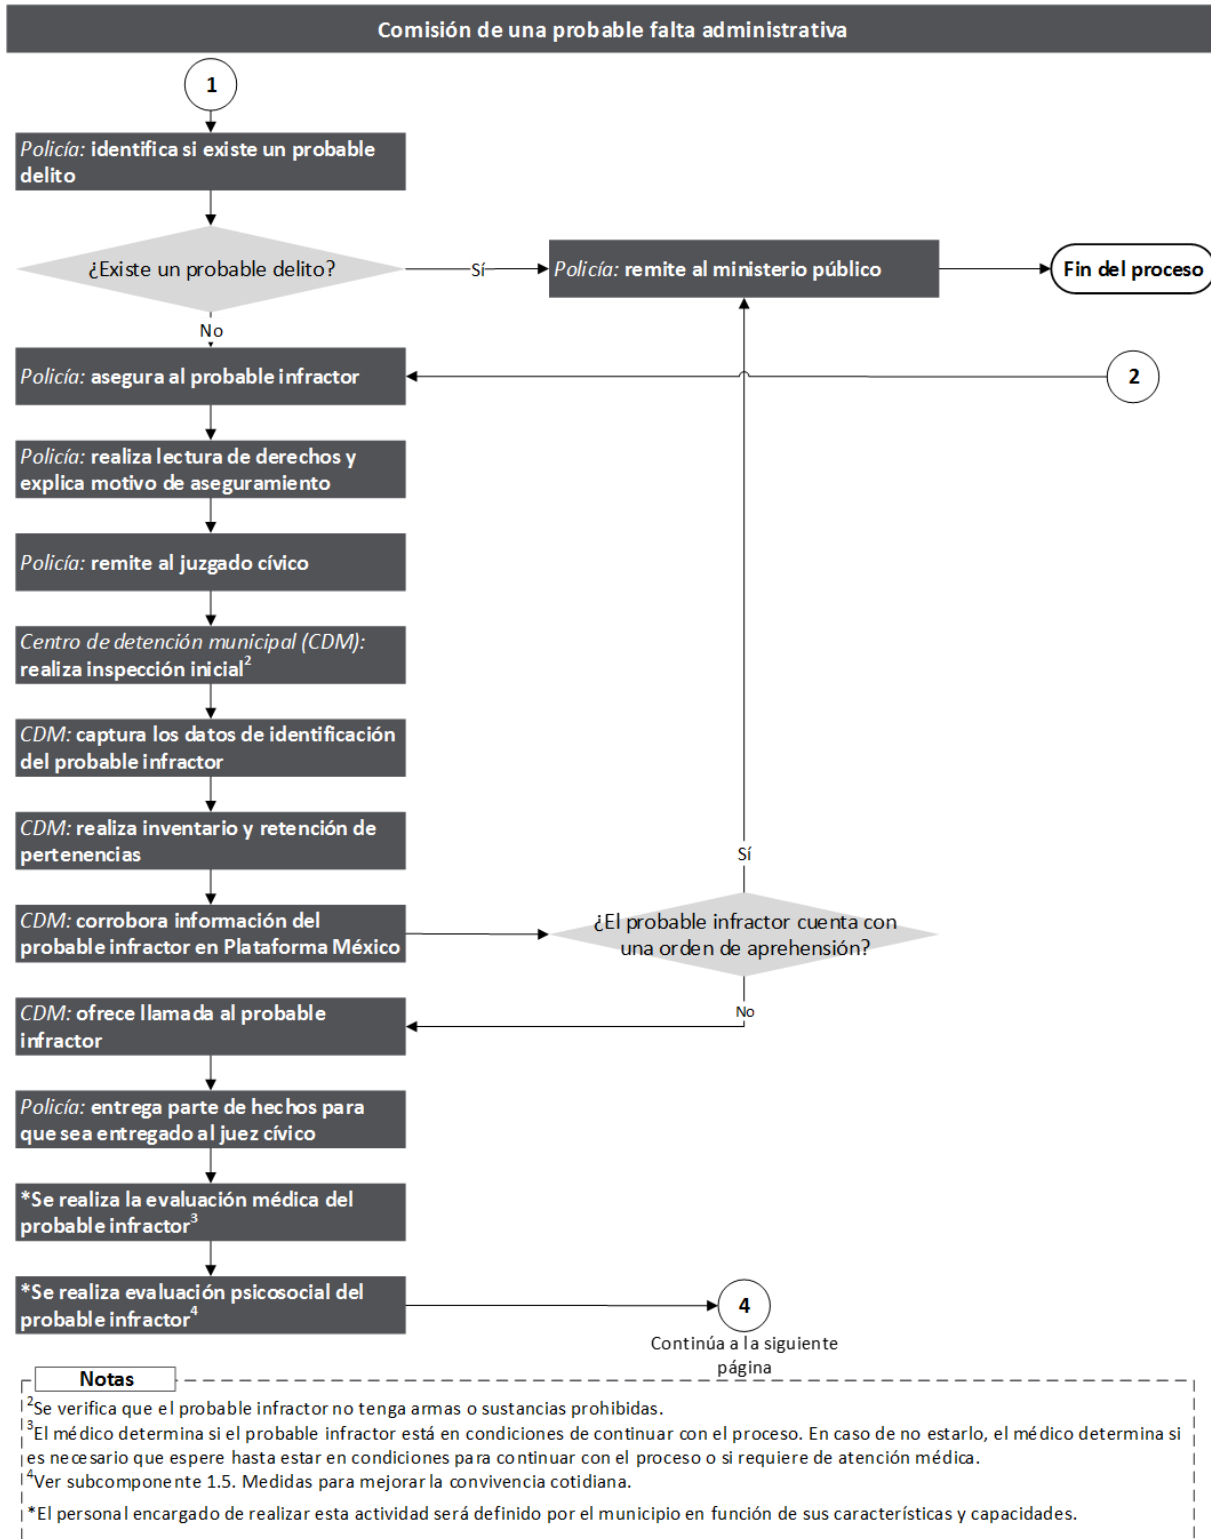 Comisión de una probable falta administrativa
1
Policía: identifica si existe un probable
delito
¿Existe un probable delito?
Sí
Policía: remite al ministerio público
Fin del proceso
No
Policía: asegura al probable infractor
2
Policía: realiza lectura de derechos y
explica motivo de aseguramiento
Policía: remite al juzgado cívico
Centro de detención municipal (CDM):
realiza inspección inicial2
CDM: captura los datos de identificación
del probable infractor
CDM: realiza inventario y retención de
pertenencias
Sí
CDM: corrobora información del
probable infractor en Plataforma México
¿El probable infractor cuenta con
una orden de aprehensión?
No
CDM: ofrece llamada al probable
infractor
Policía: entrega parte de hechos para
que sea entregado al juez cívico
*Se realiza la evaluación médica del
probable infractor3
*Se realiza evaluación psicosocial del
probable infractor4
4
Continúa a la siguiente
página
Notas
2Se verifica que el probable infractor no tenga armas o sustancias prohibidas.
3El médico determina si el probable infractor está en condiciones de continuar con el proceso. En caso de no estarlo, el médico determina si
es necesario que espere hasta estar en condiciones para continuar con el proceso o si requiere de atención médica.
4Ver subcomponente 1.5. Medidas para mejorar la convivencia cotidiana.
*El personal encargado de realizar esta actividad será definido por el municipio en función de sus características y capacidades.